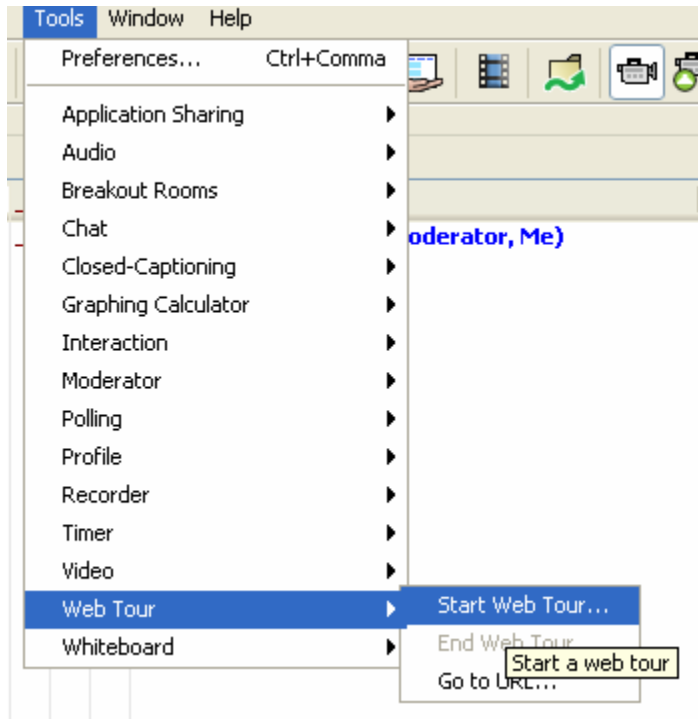 Tools Window Help
Preferences... Ctrl+Comma
Application Sharing
Audio
Breakout Rooms
Chat
oderator, Me)
Closed-Captioning
Graphing Calculator
Interaction
Moderator
Polling
Profile
Recorder
Timer
Video
Web Tour
Start Web Tour...
Whiteboard
End Web Tour
Start a web tour
Go to URL...